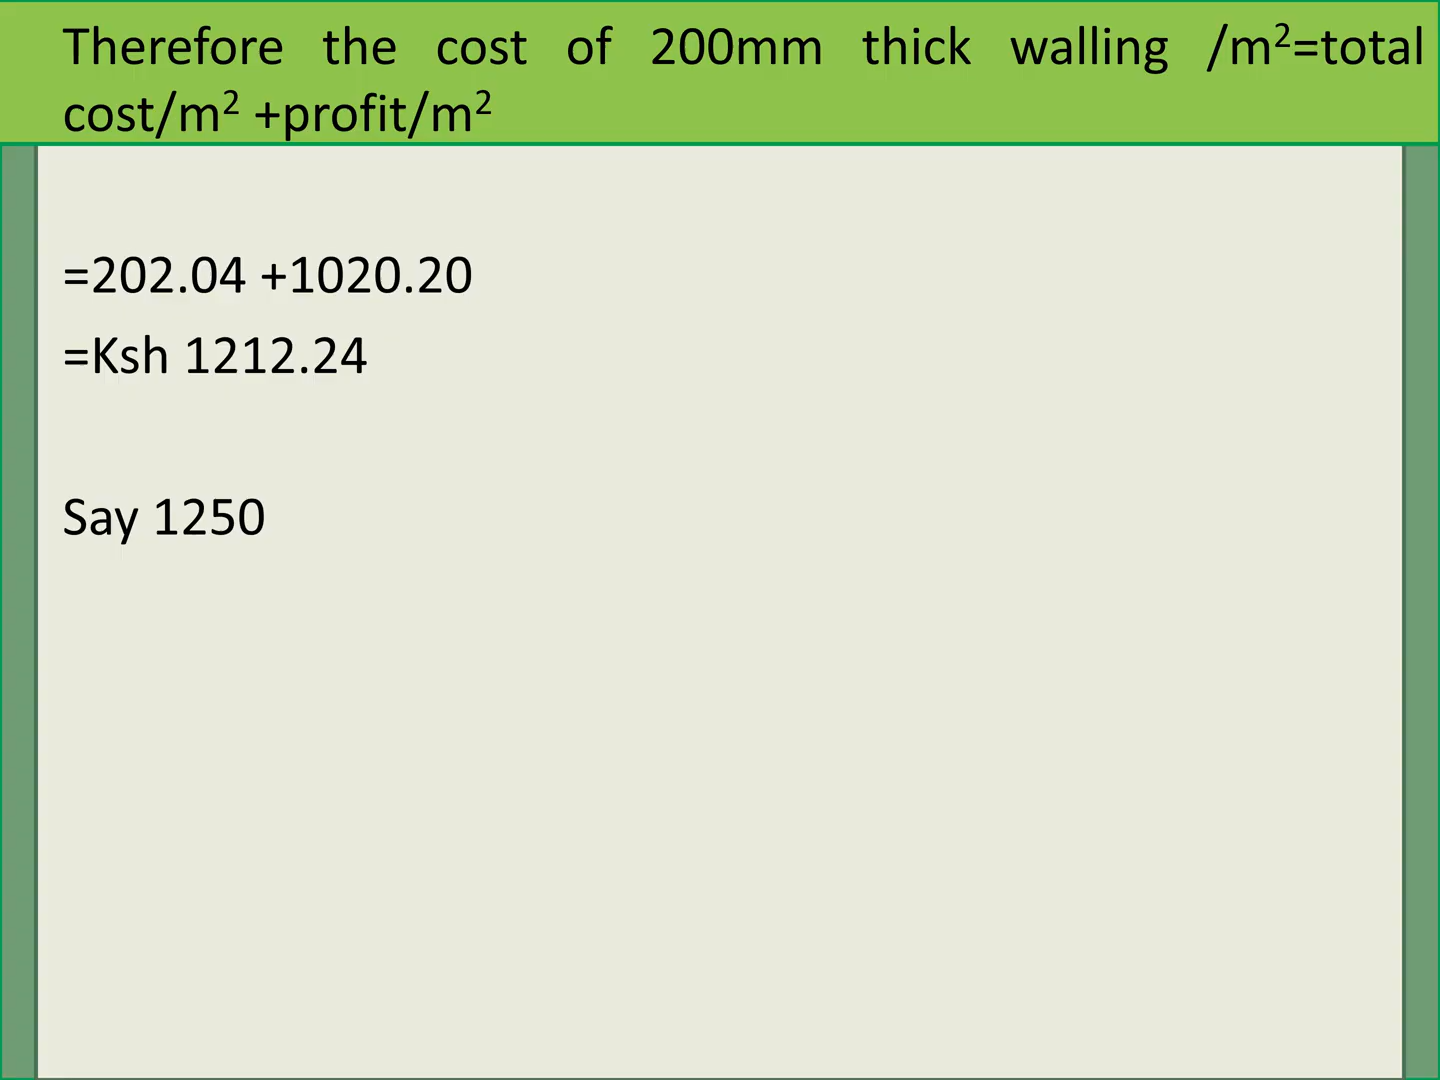 Therefore the cost of 200mm thick walling /m²=total
cost/m² +profit/m²
=202.04 +1020.20
=Ksh 1212.24
Say 1250